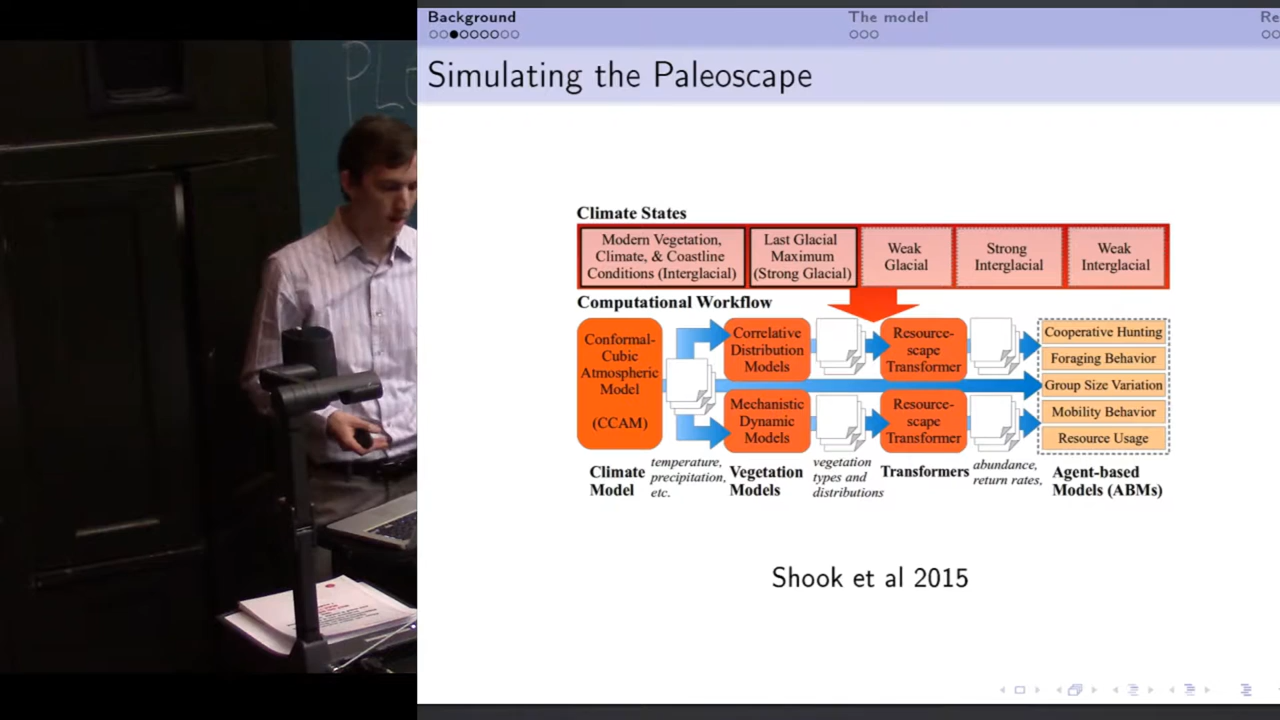 Background
The model
Re
Simulating the Paleoscape
Climate States
Modern Vegetation,
Climate, & Coastline
Conditions (Interglacial)
Last Glacial
Maximum
(Strong Glacial)
Weak
Glacial
Strong
Interglacial
Weak
Interglacial
Computational Workflow
Conformal-
Cubic
Atmospheric
Model
(CCAM)
Correlative
Distribution
Models
Mechanistic
Dynamic
Models
Resource-
scape
Transformer
Resource-
scape
Transformer
Cooperative Hunting
Foraging Behavior
Group Size Variation
Mobility Behavior
Resource Usage
Climate
Model
temperature,
precipitation,
etc.
Vegetation
Models
vegetation
types and
distributions
Transformers
abundance,
return rates,
Agent-based
Models (ABMs)
Shook et al 2015